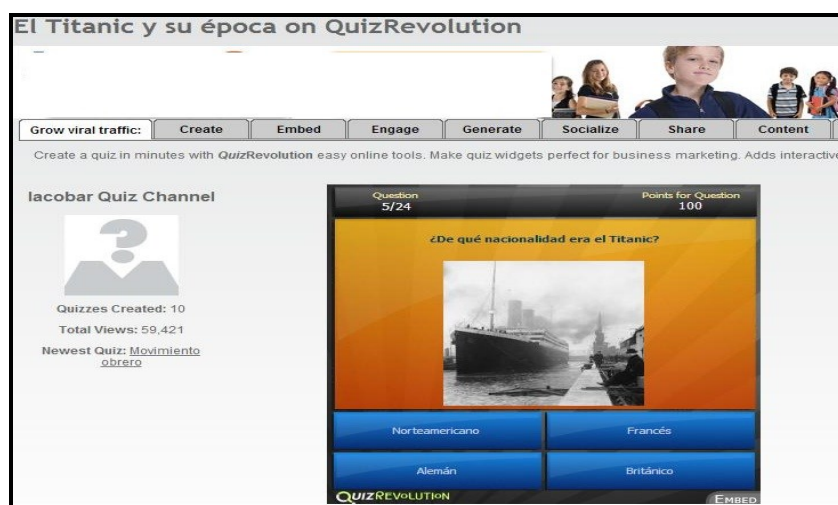 El Titanic y su época on QuizRevolution
Grow viral traffic: Create Embed Engage Generate Socialize Share Content
Create a quiz in minutes with QuizRevolution easy online tools. Make quiz widgets perfect for business marketing. Adds interactive
Iacobar Quiz Channel
Quizzes Created: 10
Total Views: 59,421
Newest Quiz: Movimiento
obrero
Question Points for Question
5/24 100
¿De qué nacionalidad era el Titanic?
Norteamericano Francés
Alemán Británico
QUIZREVOLUTION EMBED